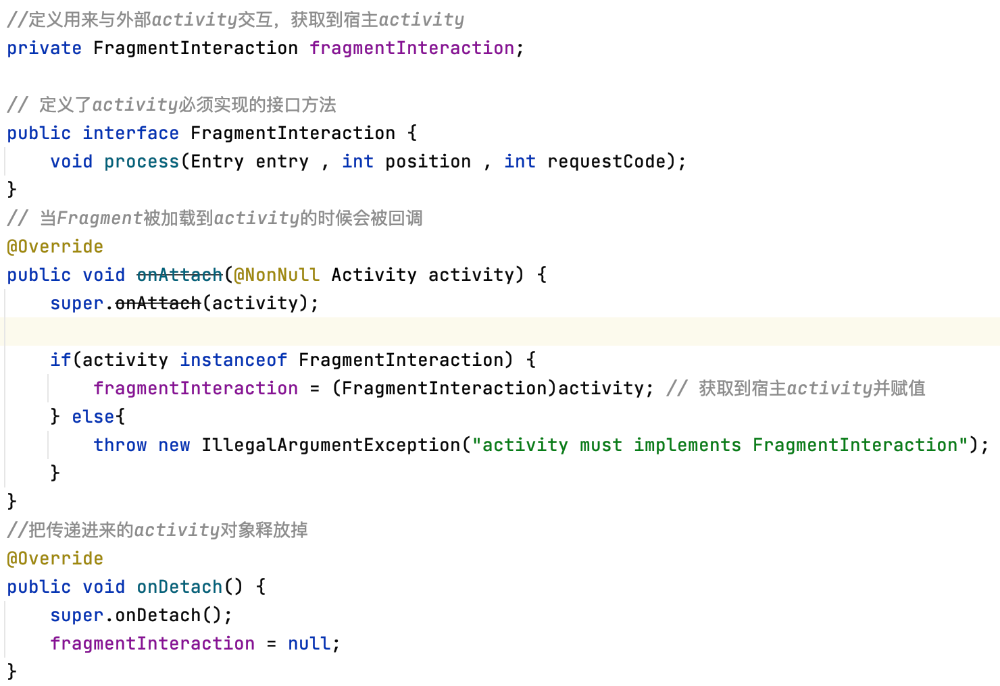 //定义用来与外部activity交互，获取到宿主activity
private FragmentInteraction fragmentInteraction;
// 定义了activity必须实现的接口方法
public interface FragmentInteraction {
    void process(Entry entry , int position , int requestCode);
}
// 当Fragment被加载到activity的时候会被回调
@Override
public void onAttach(@NonNull Activity activity) {
    super.onAttach(activity);
    if(activity instanceof FragmentInteraction) {
        fragmentInteraction = (FragmentInteraction)activity; // 获取到宿主activity并赋值
    } else{
        throw new IllegalArgumentException("activity must implements FragmentInteraction");
    }
}
//把传递进来的activity对象释放掉
@Override
public void onDetach() {
    super.onDetach();
    fragmentInteraction = null;
}